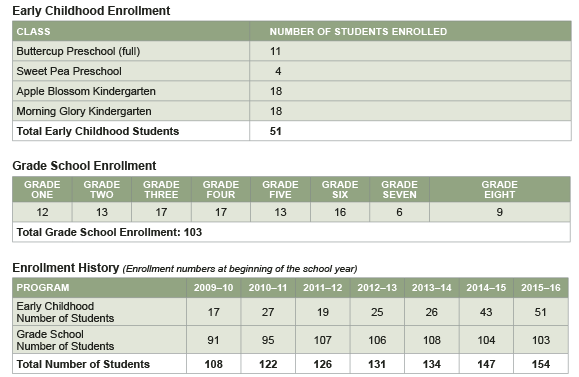 Early Childhood Enrollment
CLASS NUMBER OF STUDENTS ENROLLED
Buttercup Preschool (full) 11
Sweet Pea Preschool 4
Apple Blossom Kindergarten 18
Morning Glory Kindergarten 18
Total Early Childhood Students 51
Grade School Enrollment
GRADE ONE GRADE TWO GRADE THREE GRADE FOUR GRADE FIVE GRADE SIX GRADE SEVEN GRADE EIGHT
12 13 17 17 13 16 6 9
Total Grade School Enrollment: 103
Enrollment History (Enrollment numbers at beginning of the school year)
PROGRAM 2009–10 2010–11 2011–12 2012–13 2013–14 2014–15 2015–16
Early Childhood
Number of Students 17 27 19 25 26 43 51
Grade School
Number of Students 91 95 107 106 108 104 103
Total Number of Students 108 122 126 131 134 147 154